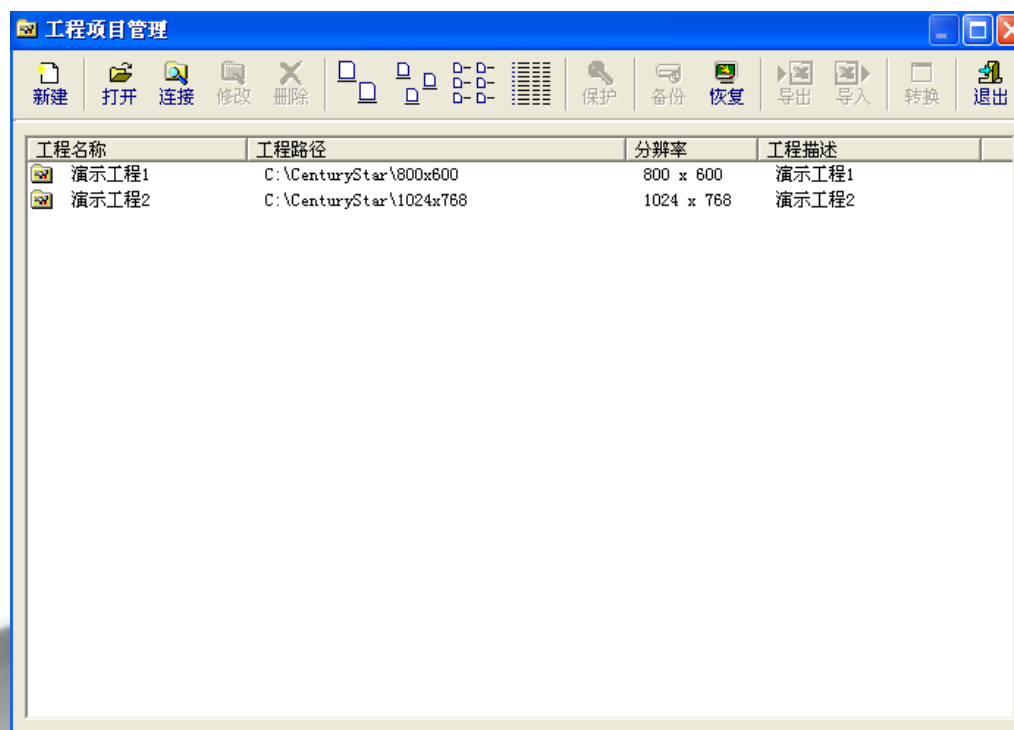 工程项目管理
新建 打开 连接 修改 删除 保护 备份 恢复 导出 导入 转换 退出
工程名称 工程路径 分辨率 工程描述
演示工程1 C:\CenturyStar\800x600 800 x 600 演示工程1
演示工程2 C:\CenturyStar\1024x768 1024 x 768 演示工程2